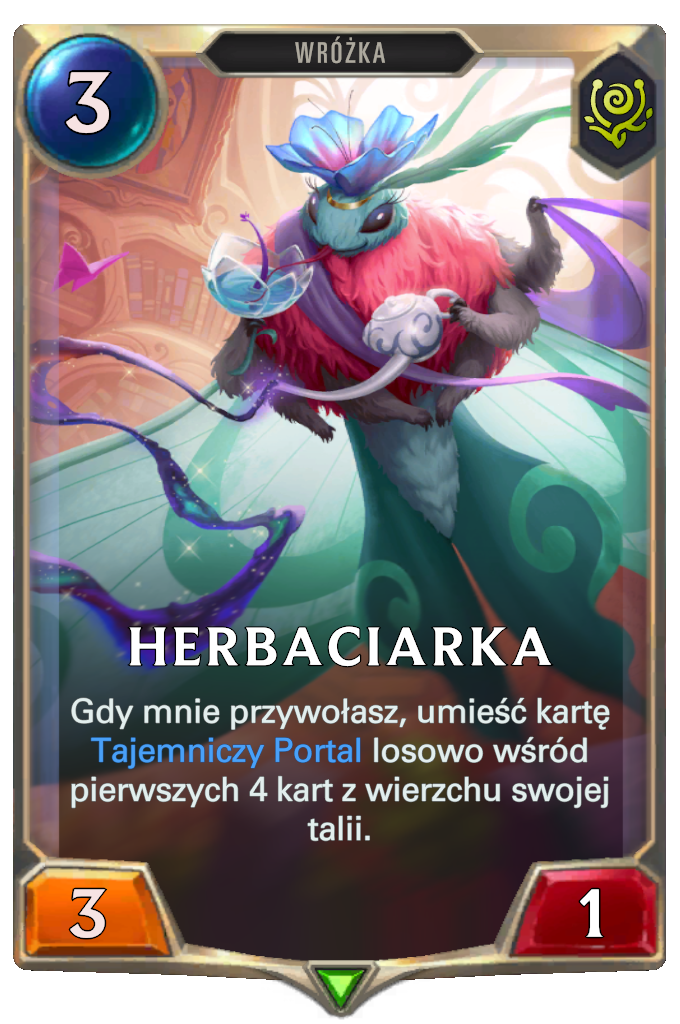 3
WRÓŻKA
HERBACIARKA
Gdy mnie przywołasz, umieść kartę
Tajemniczy Portal losowo wśród
pierwszych 4 kart z wierzchu swojej
talii.
3
1